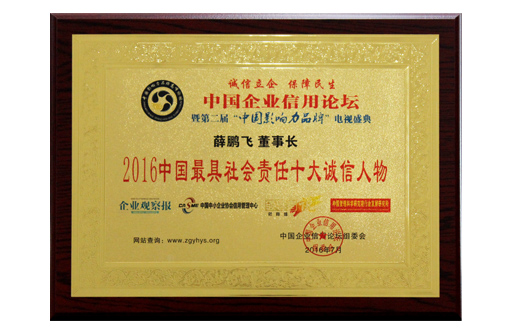 诚信立企 保障民生
中国企业信用论坛
暨第二届“中国影响力品牌”电视盛典
薛鹏飞 董事长
2016中国最具社会责任十大诚信人物
企业观察报
中国中小企业协会信用管理中心
网站查询：www.zgyhys.org
中国企业信用论坛组委会
2016年7月